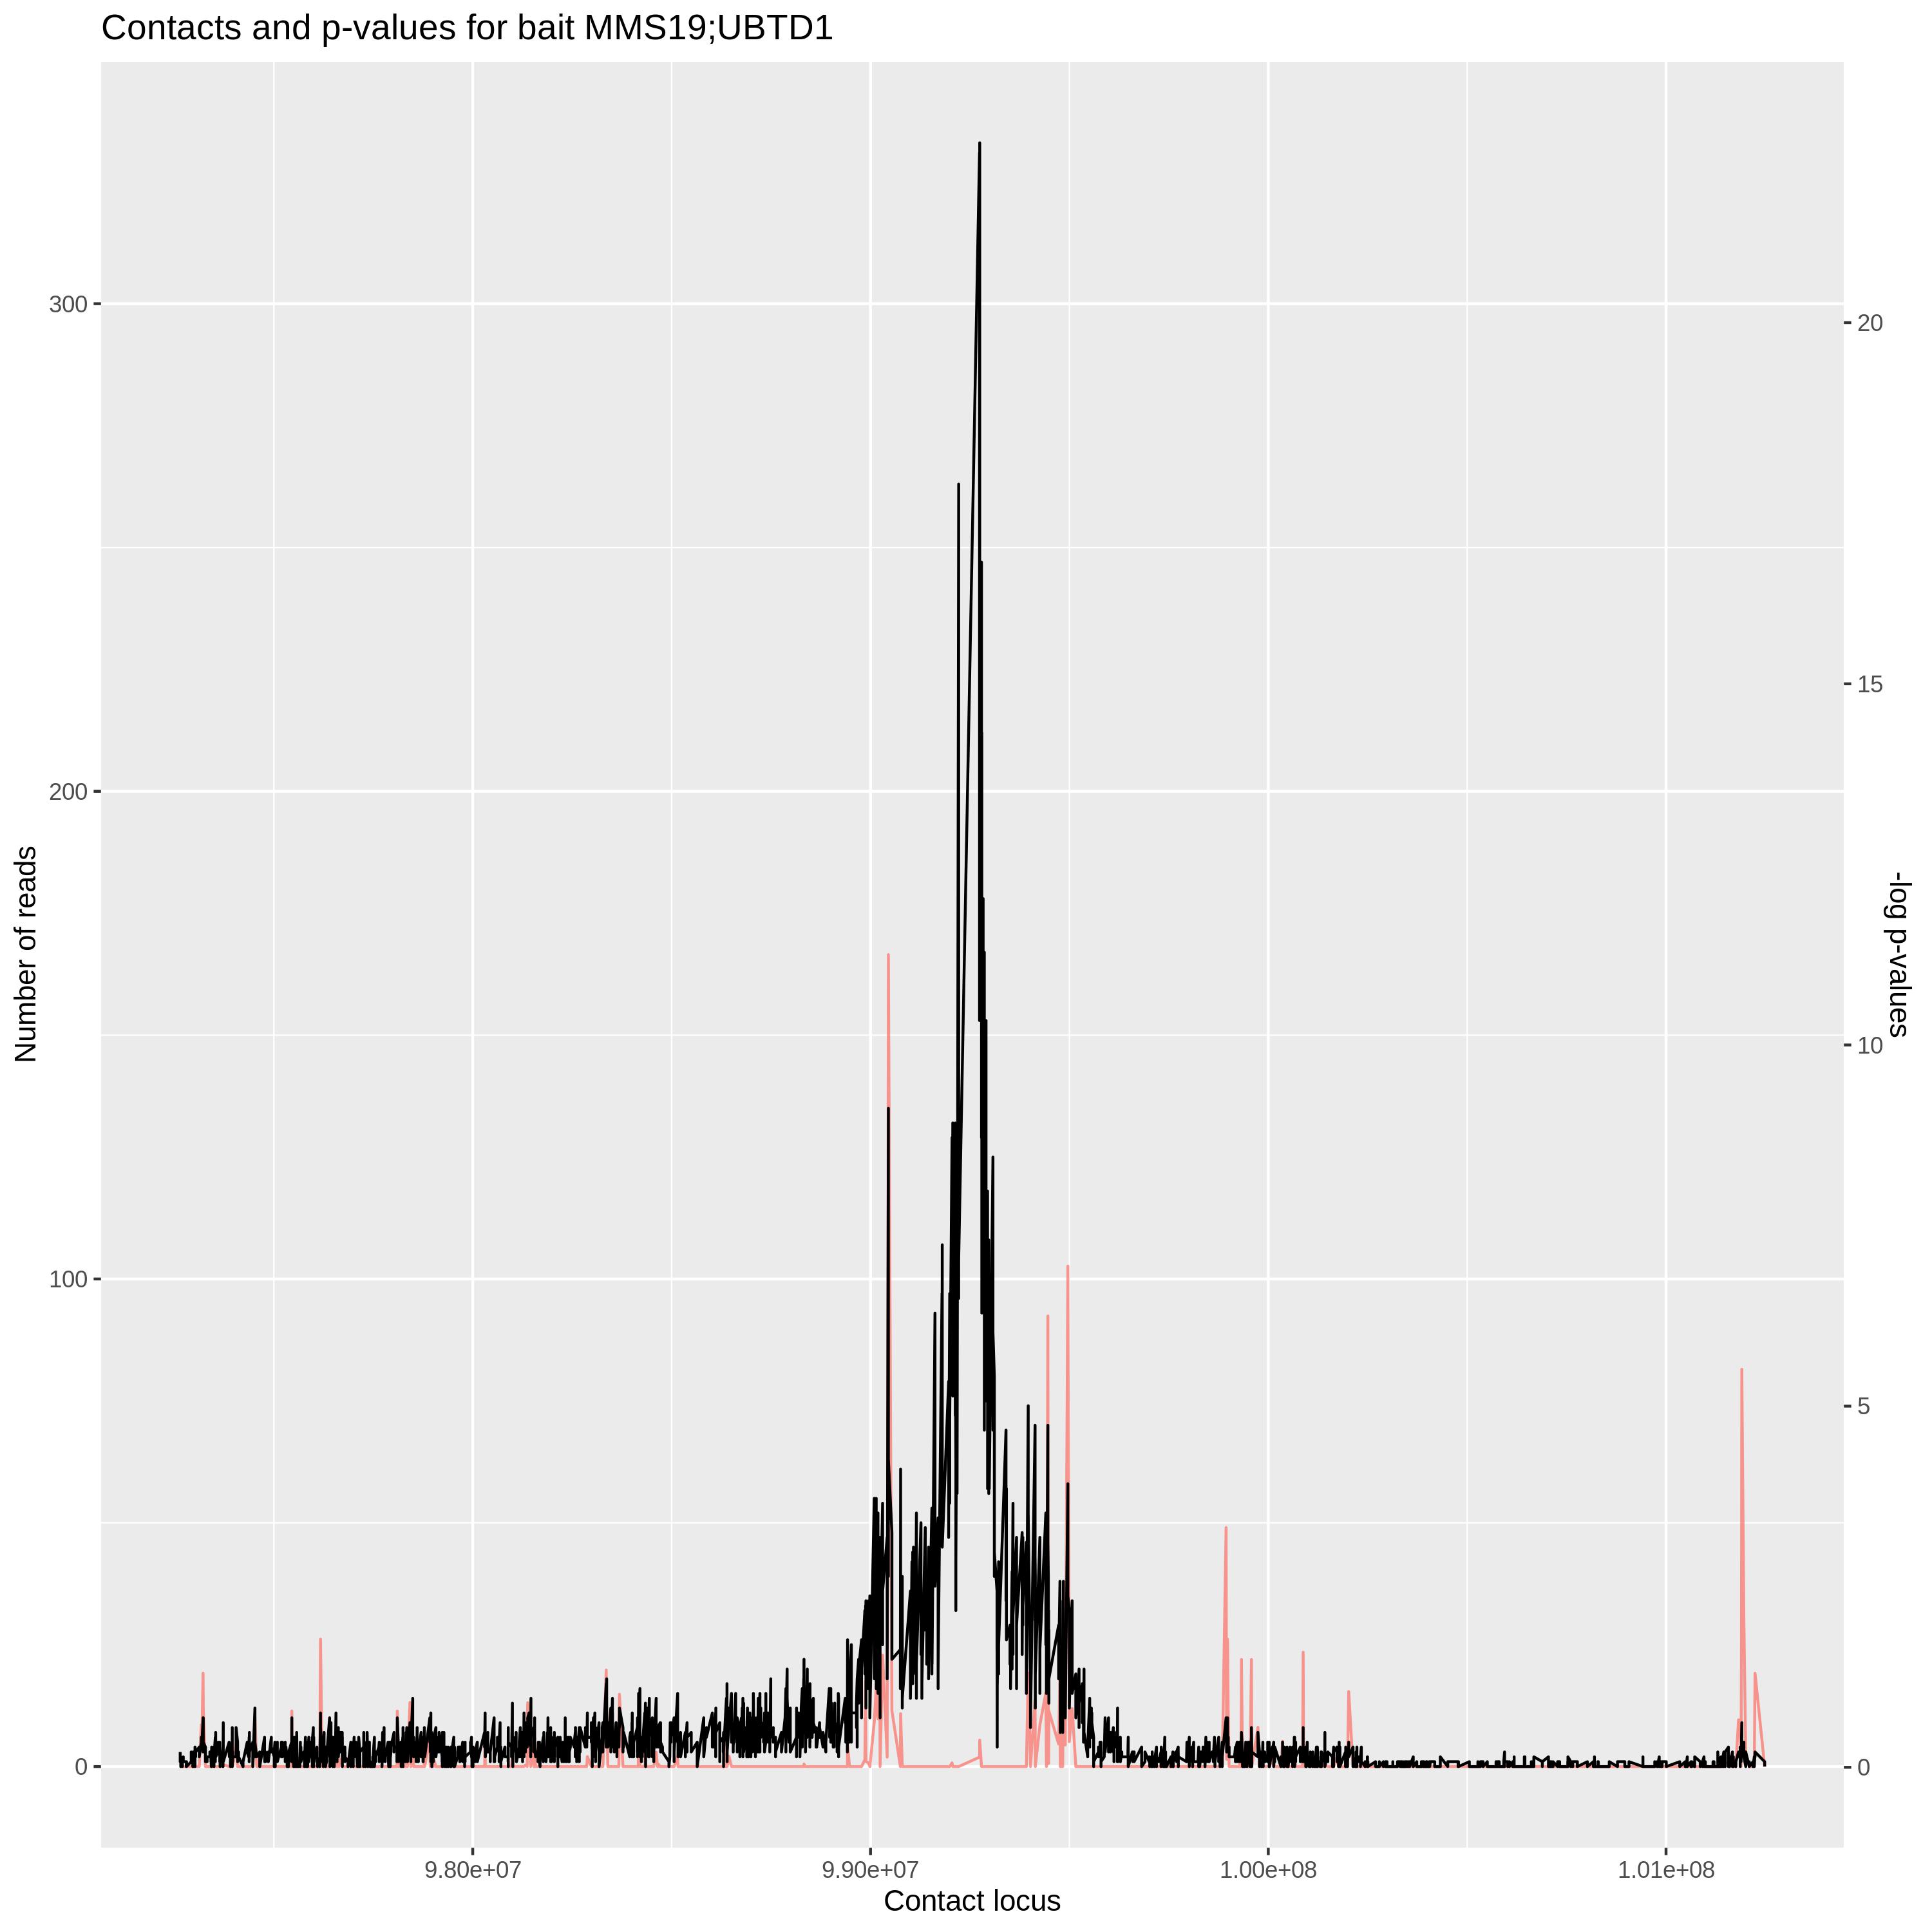 Contacts and p-values for bait MMS19;UBTD1
Number of reads
300
200
100
0
20
15
10
5
0
-log p-values
9.80e+07
9.90e+07
1.00e+08
1.01e+08
Contact locus